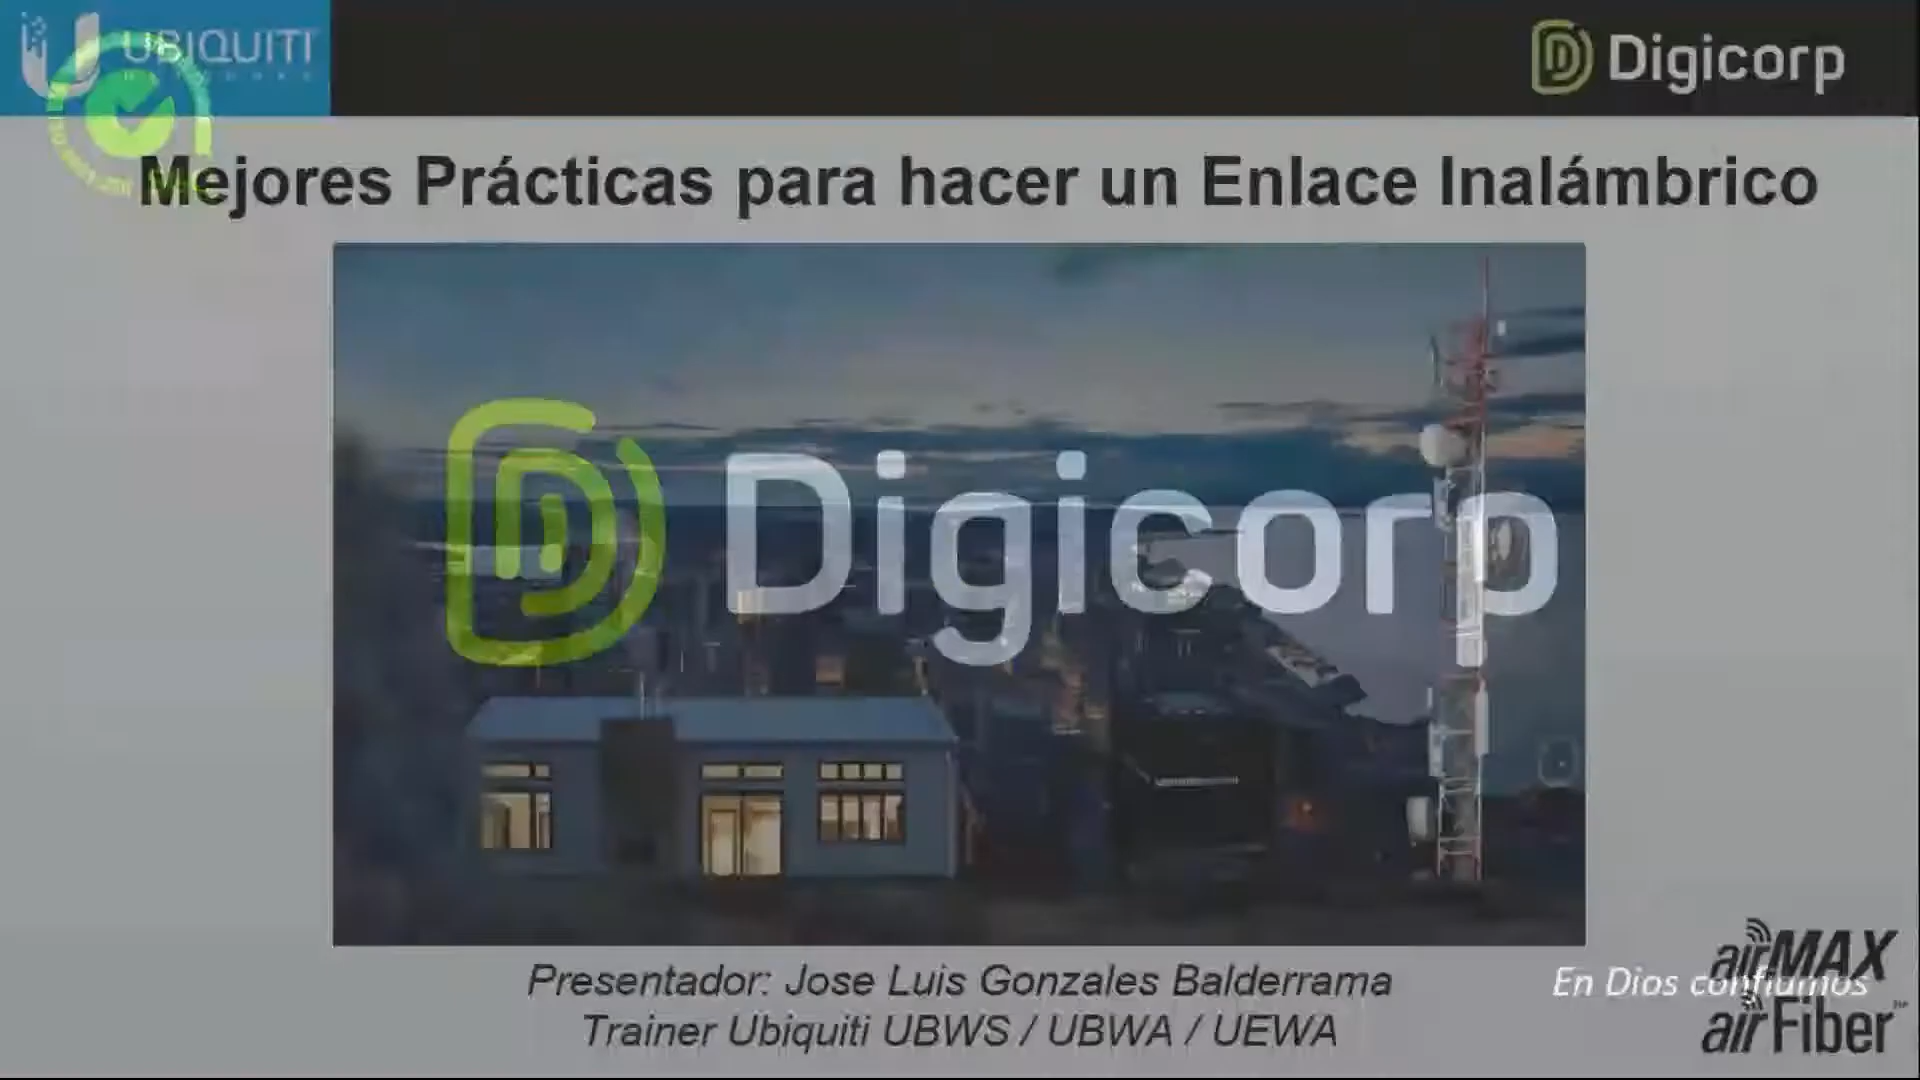 UBIQUITI
NETWORKS
Digicorp
Mejores Prácticas para hacer un Enlace Inalámbrico
Digicorp
Presentador: Jose Luis Gonzales Balderrama
Trainer Ubiquiti UBWS / UBWA / UEWA
airMAX
En Dios confiamos
airFiber